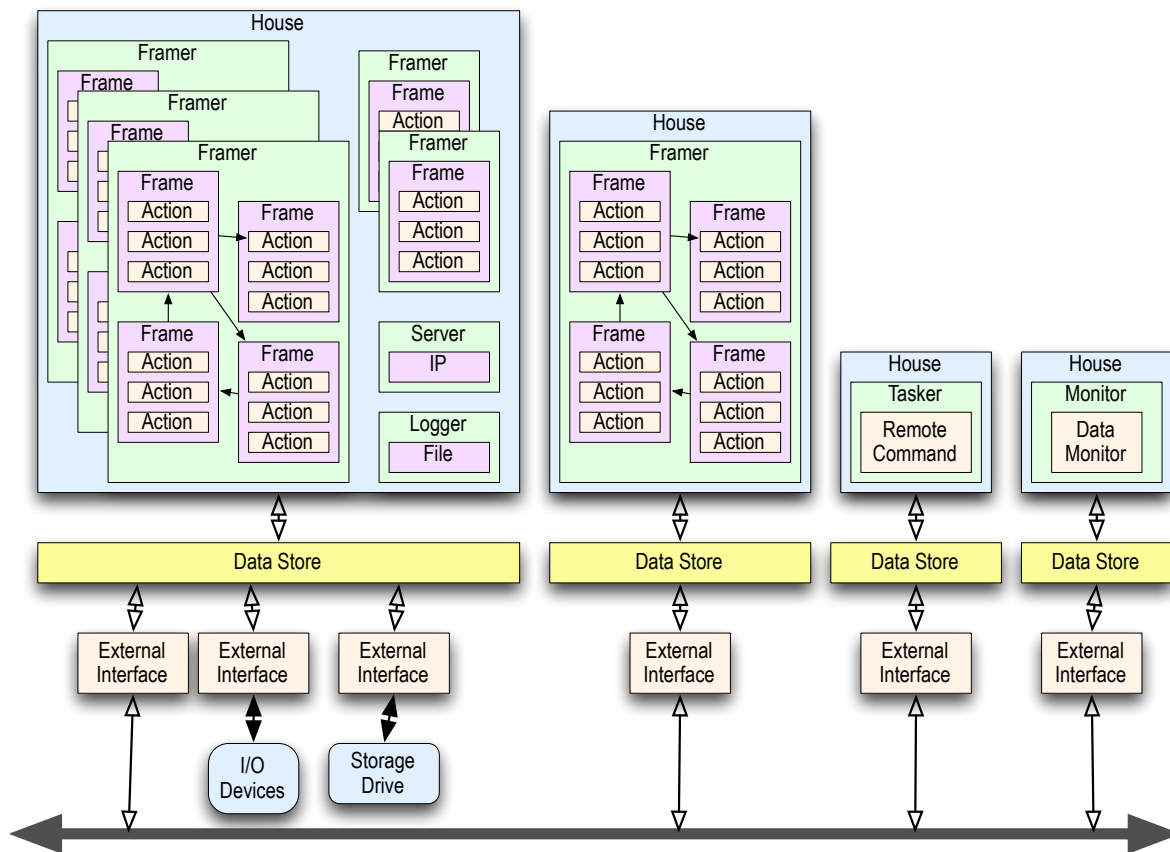 House
Framer
Frame
Framer
Frame
Framer
Frame
Action
Action
Action
Frame
Action
Action
Action
Frame
Action
Action
Action
Frame
Action
Action
Action
Framer
Frame
Action
Framer
Frame
Action
Action
Action
Server
IP
Logger
File
House
Framer
Frame
Action
Action
Action
Frame
Action
Action
Action
Frame
Action
Action
Action
Frame
Action
Action
Action
House
Tasker
Remote
Command
House
Monitor
Data
Monitor
Data Store
Data Store
Data Store
Data Store
External
Interface
External
Interface
External
Interface
External
Interface
External
Interface
External
Interface
I/O
Devices
Storage
Drive